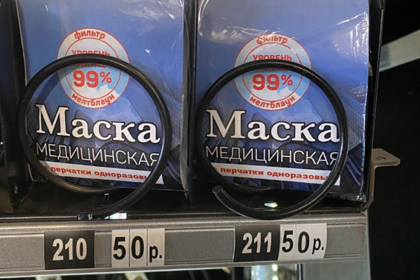 ФИЛЬТР
УРОВЕНЬ
99%
МЕЛТБЛАУН
Маска
МЕДИЦИНСКАЯ
перчатки одноразовы
ФИЛЬТР
УРОВЕНЬ
99%
МЕЛТБЛАУН
Маска
МЕДИЦИНСКАЯ
перчатки одноразовы
210 50р.
211 50р.